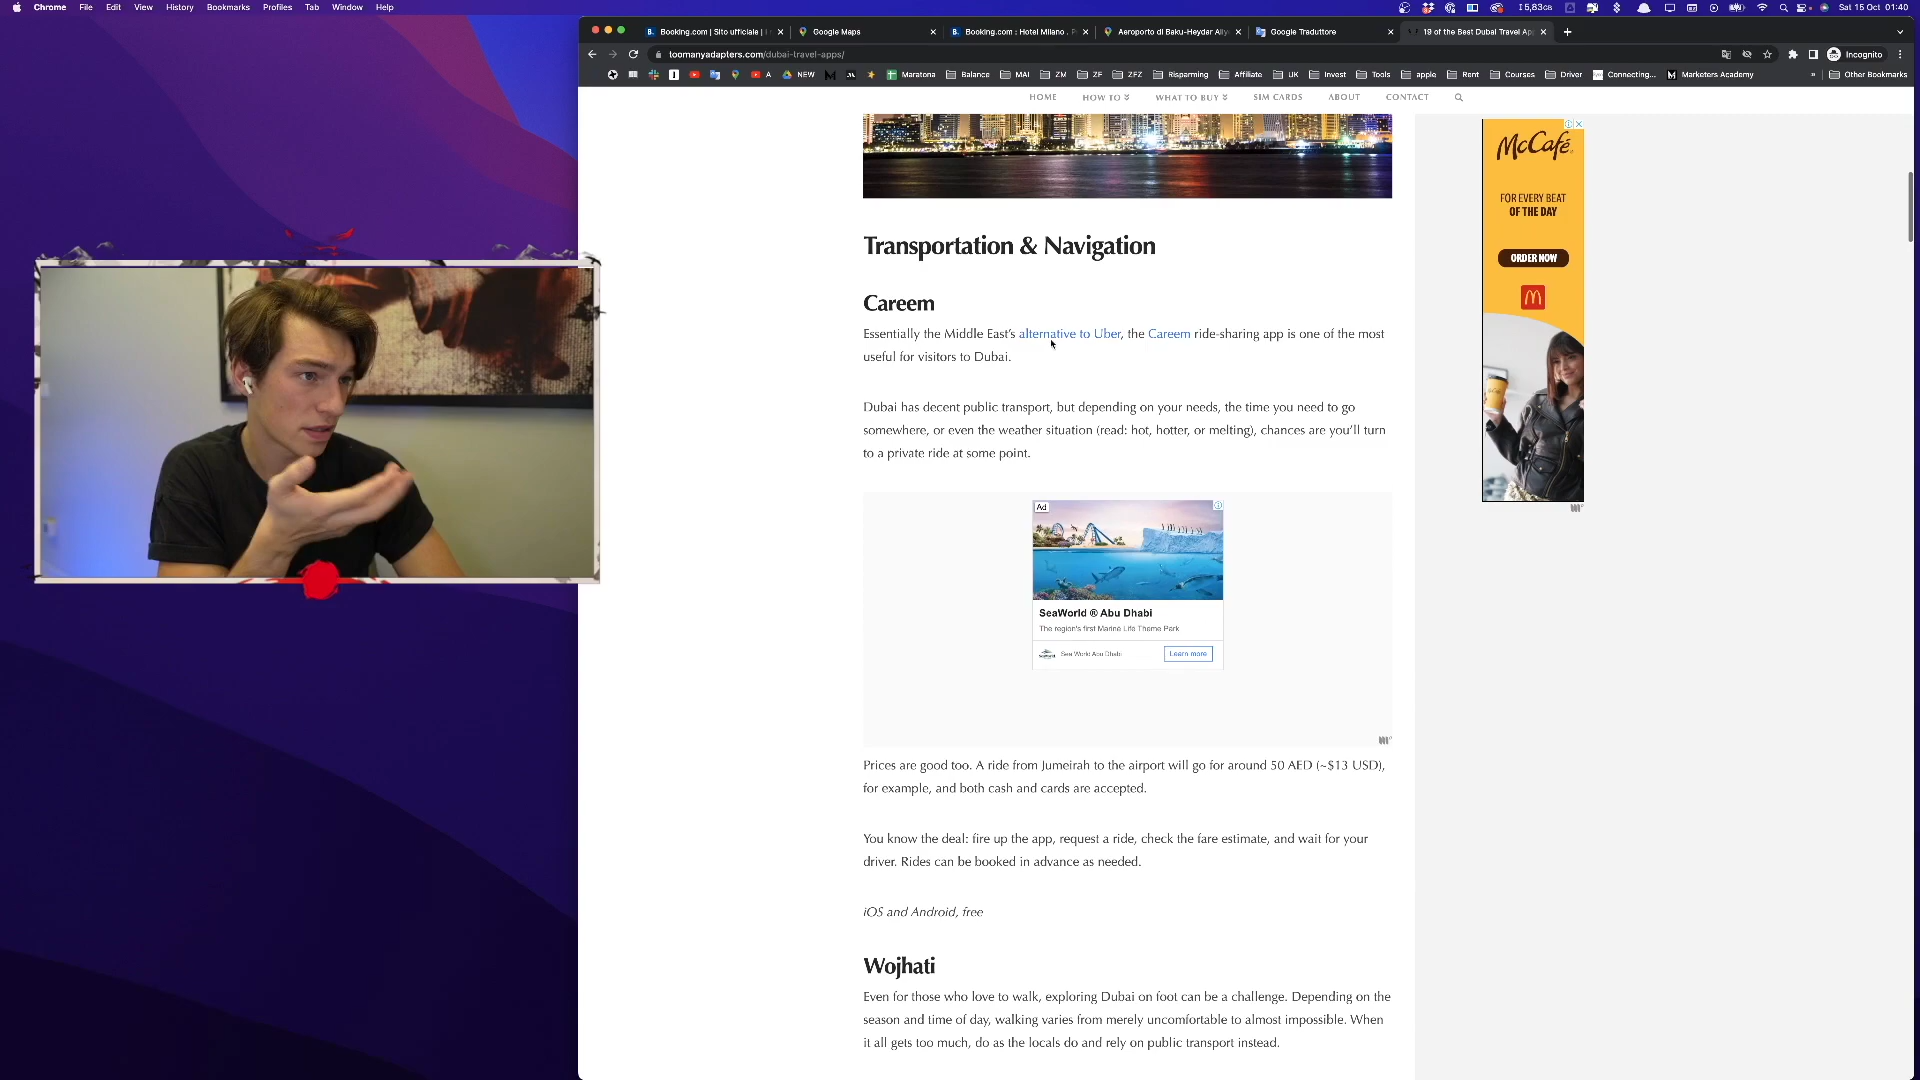 Chrome File Edit View History Bookmarks Profiles Tab Window Help
5,83GB
Sat 15 Oct 01:40
Booking.com | Sito ufficiale | I
Google Maps
Booking.com : Hotel Milano . P
Aeroporto di Baku-Heydar Aliy
Google Traduttore
19 of the Best Dubai Travel Ap
toomanyadapters.com/dubai-travel-apps/
Incognito
A NEW Maratona Balance MAI ZM ZF ZFZ Risparming Affiliate UK Invest Tools apple Rent Courses Driver Connecting... Marketers Academy » Other Bookmarks
HOME HOW TO WHAT TO BUY SIM CARDS ABOUT CONTACT
Transportation & Navigation
Careem
Essentially the Middle East’s alternative to Uber, the Careem ride-sharing app is one of the most
useful for visitors to Dubai.
Dubai has decent public transport, but depending on your needs, the time you need to go
somewhere, or even the weather situation (read: hot, hotter, or melting), chances are you’ll turn
to a private ride at some point.
Ad
SeaWorld ® Abu Dhabi
The region's first Marine Life Theme Park
Sea World Abu Dhabi
Learn more
Prices are good too. A ride from Jumeirah to the airport will go for around 50 AED (~$13 USD),
for example, and both cash and cards are accepted.
You know the deal: fire up the app, request a ride, check the fare estimate, and wait for your
driver. Rides can be booked in advance as needed.
iOS and Android, free
Wojhati
Even for those who love to walk, exploring Dubai on foot can be a challenge. Depending on the
season and time of day, walking varies from merely uncomfortable to almost impossible. When
it all gets too much, do as the locals do and rely on public transport instead.
McCafé
FOR EVERY BEAT
OF THE DAY
ORDER NOW